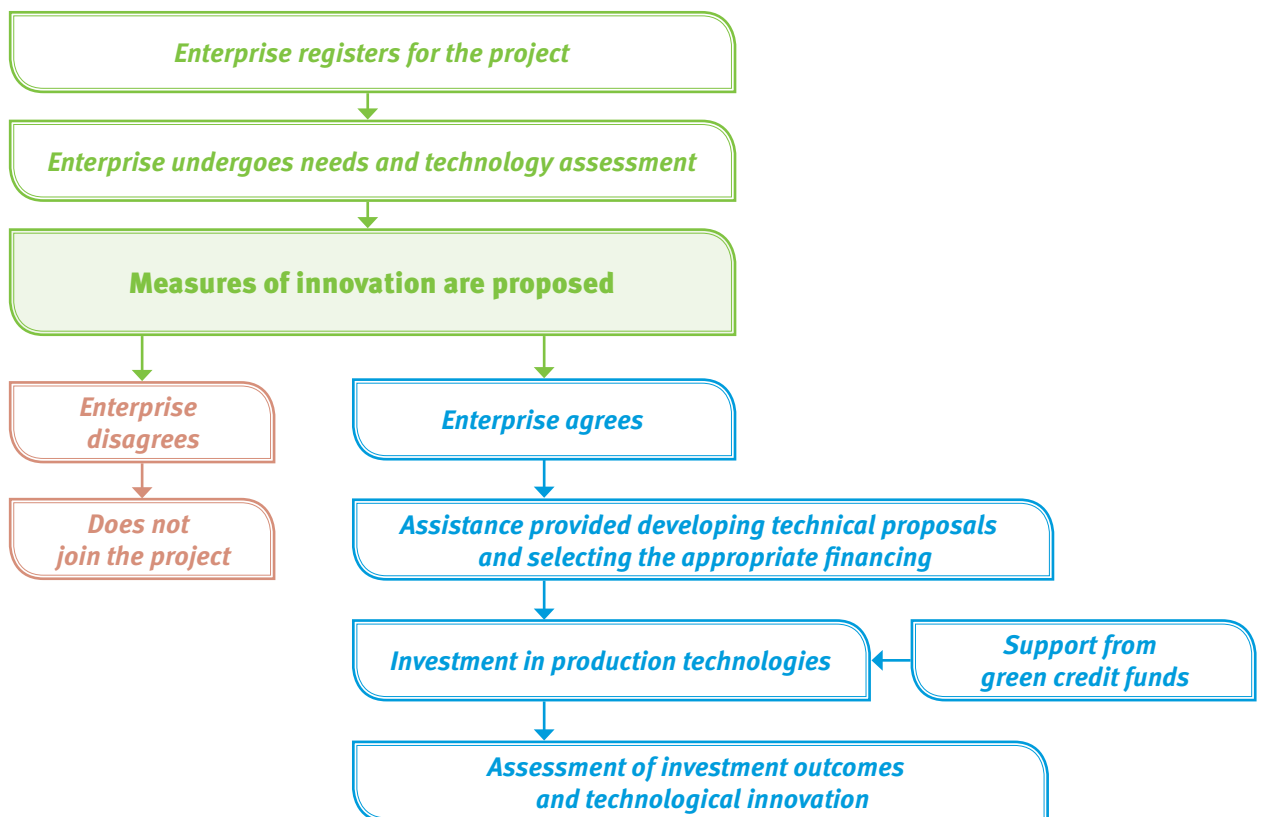 Enterprise registers for the project
Enterprise undergoes needs and technology assessment
Measures of innovation are proposed
Enterprise
disagrees
Enterprise agrees
Does not
join the project
Assistance provided developing technical proposals
and selecting the appropriate financing
Investment in production technologies
Support from
green credit funds
Assessment of investment outcomes
and technological innovation